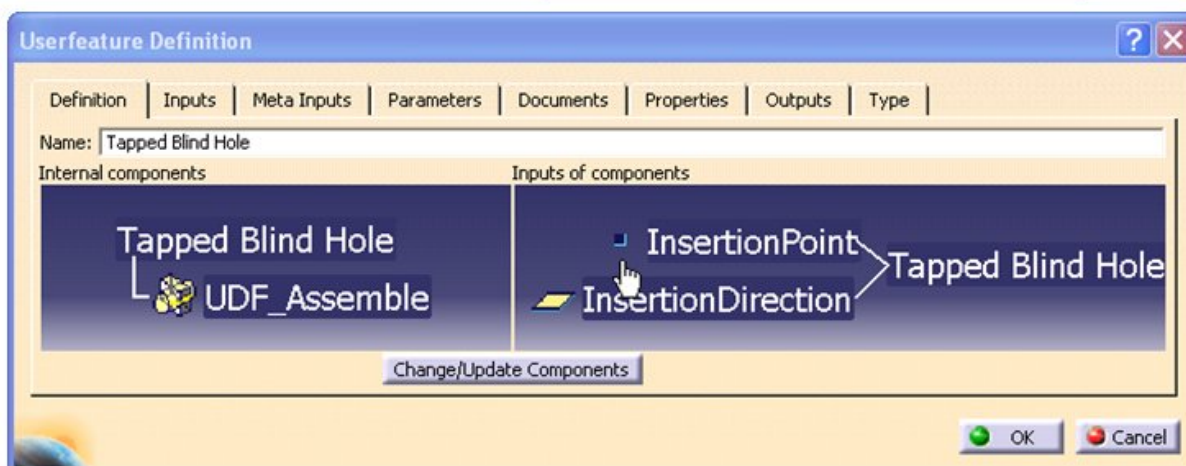 Userfeature Definition
Definition Inputs Meta Inputs Parameters Documents Properties Outputs Type
Name: Tapped Blind Hole
Internal components Inputs of components
Tapped Blind Hole
UDF_Assemble
InsertionPoint
InsertionDirection
Tapped Blind Hole
Change/Update Components
OK Cancel